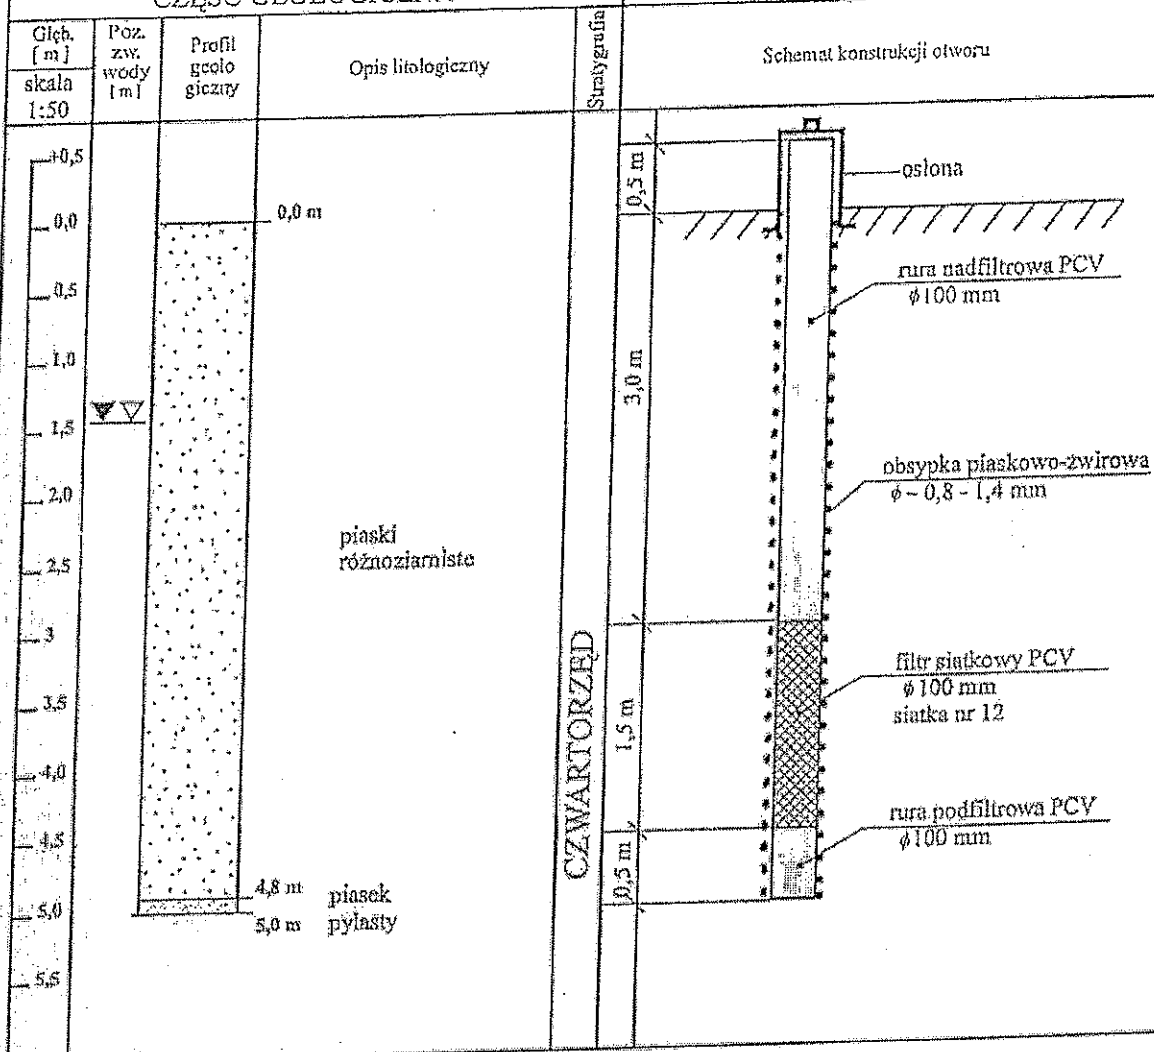 Głęb.
[m]
skala
1:50
Poz.
zw.
wody
[m]
Profil
geolo
giczny
Opis litologiczny
Stratygrafia
Schemat konstrukcji otworu
+0,5
0,0
0,5
1,0
1,5
2,0
2,5
3
3,5
4,0
4,5
5,0
5,5
0,0 m
piaski
różnoziarniste
4,8 m
5,0 m
piasek
pylasty
CZWARTORZĘD
0,5 m
3,0 m
1,5 m
0,5 m
osłona
rura nadfiltrowa PCV
ϕ100 mm
obsypka piaskowo-żwirowa
ϕ ~ 0,8 - 1,4 mm
filtr siatkowy PCV
ϕ 100 mm
siatka nr 12
rura podfiltrowa PCV
ϕ100 mm